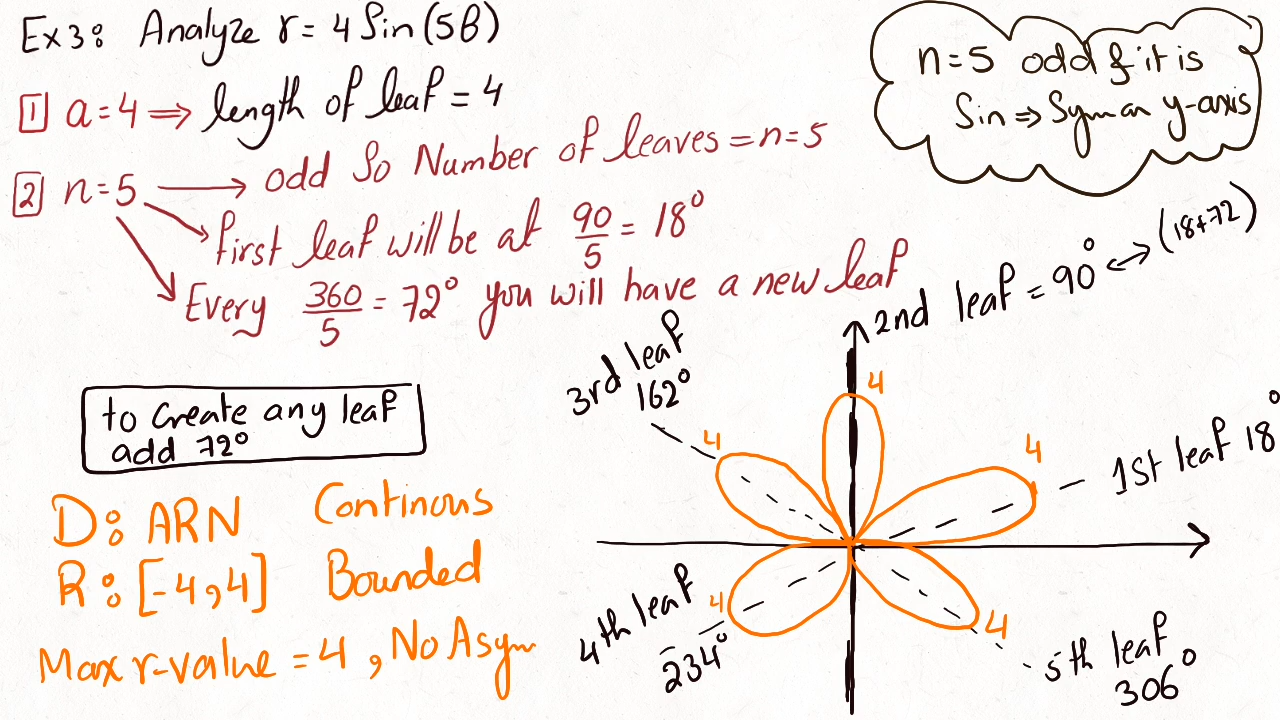 Ex3: Analyze r = 4 Sin(5θ)
1 a=4 ⇒ length of leaf = 4
2 n=5 → odd So Number of leaves = n = 5
first leaf will be at 90/5 = 18°
Every 360/5 = 72° you will have a new leaf
n=5 odd & it is
Sin ⇒ Sym an y-axis
to Create any leaf
add 72°
D: ARN Continous
R: [-4,4] Bounded
Max r-value = 4 , No Asym
2nd leaf = 90° ↔ (18+72)
3rd leaf
162°
4
4
4
1st leaf 18°
4th leaf
234°
4
4
5th leaf
306°